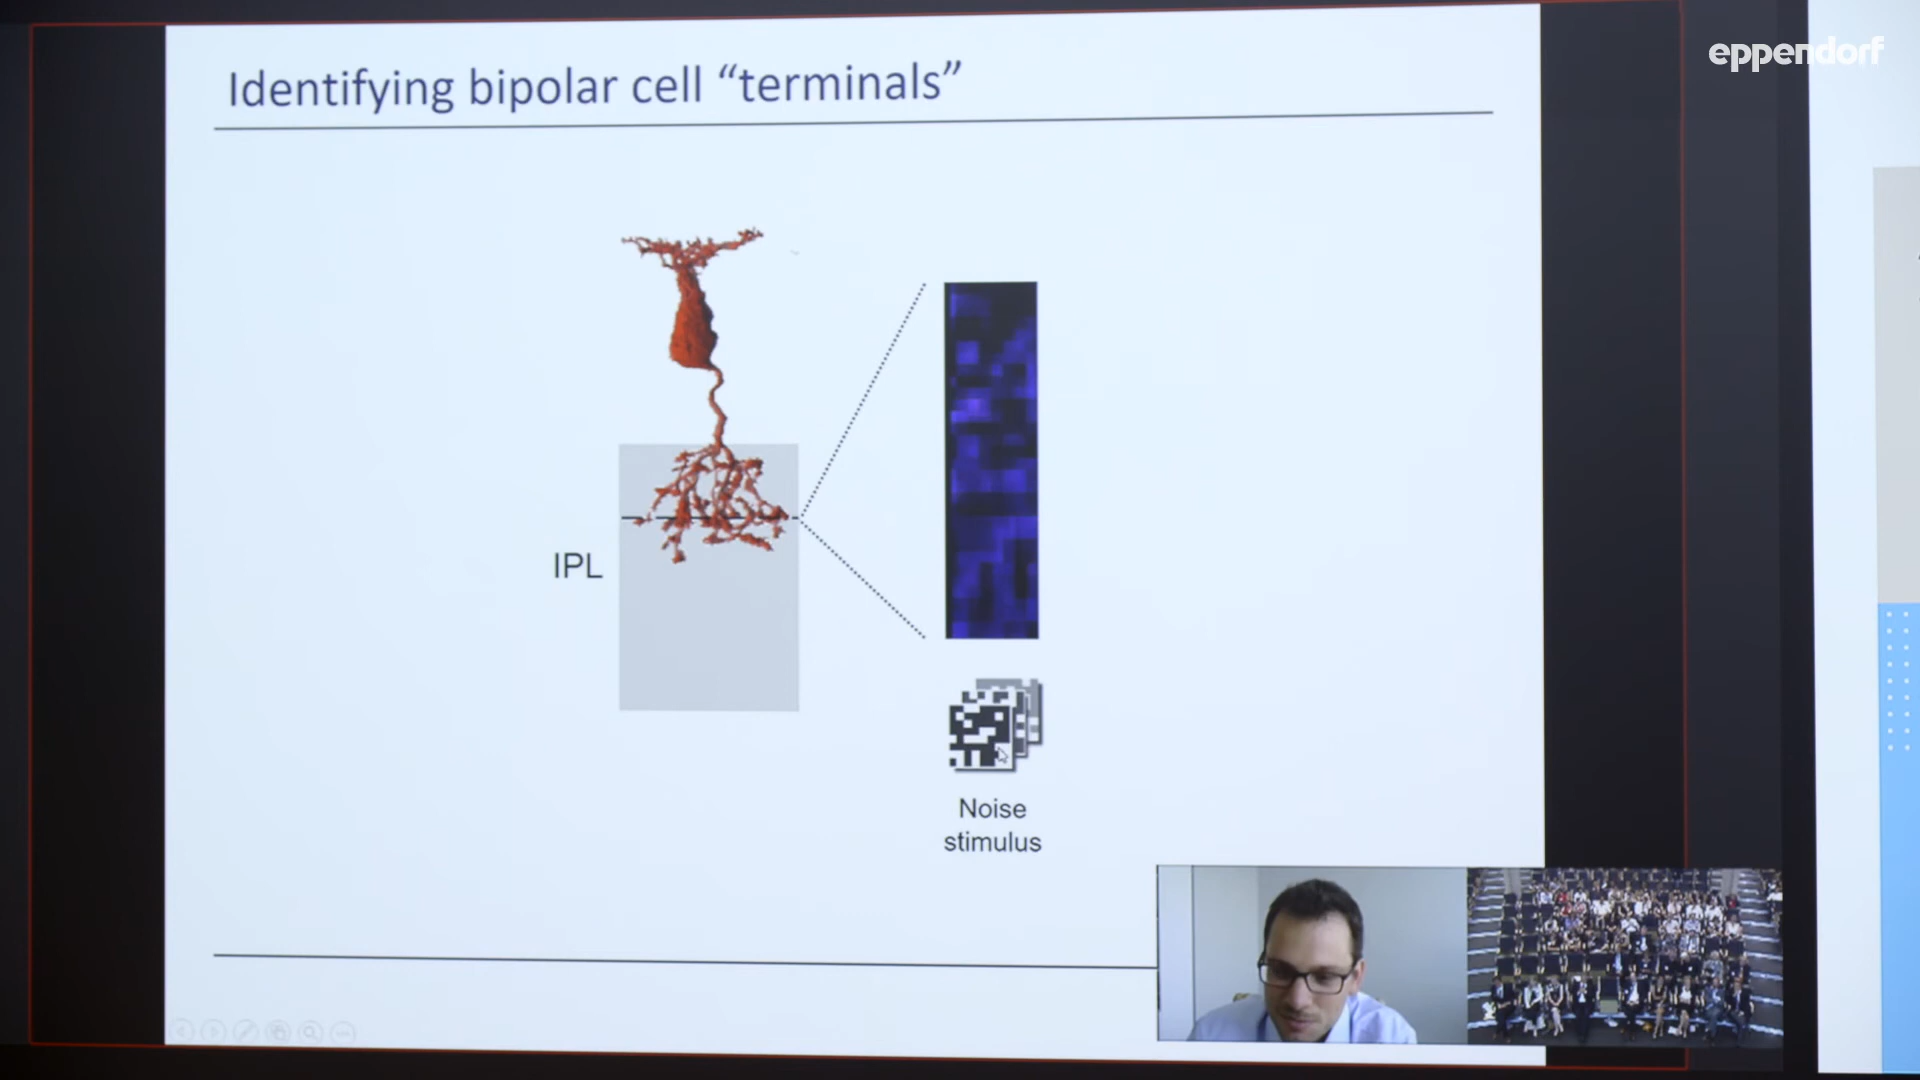 eppendorf
Identifying bipolar cell “terminals”
IPL
Noise
stimulus